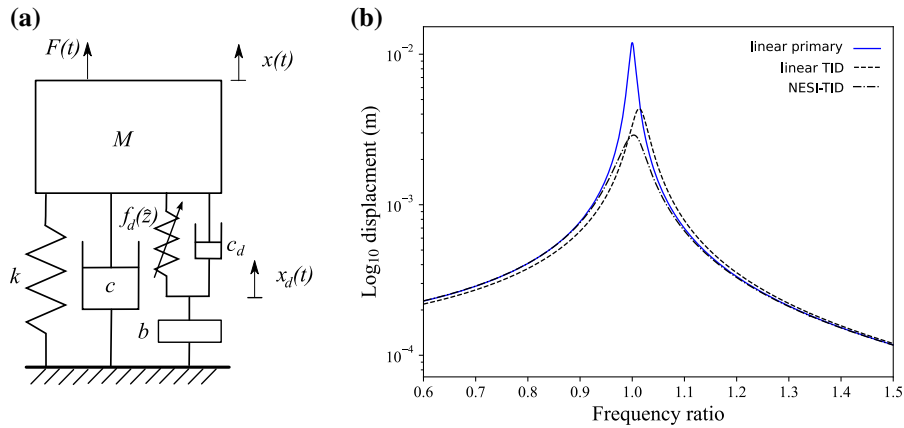 (a)
F(t)
x(t)
M
f_d(ẑ)
c_d
k
c
x_d(t)
b
(b)
Log₁₀ displacment (m)
10⁻²
10⁻³
10⁻⁴
linear primary
linear TID
NESI-TID
0.6 0.7 0.8 0.9 1.0 1.1 1.2 1.3 1.4 1.5
Frequency ratio